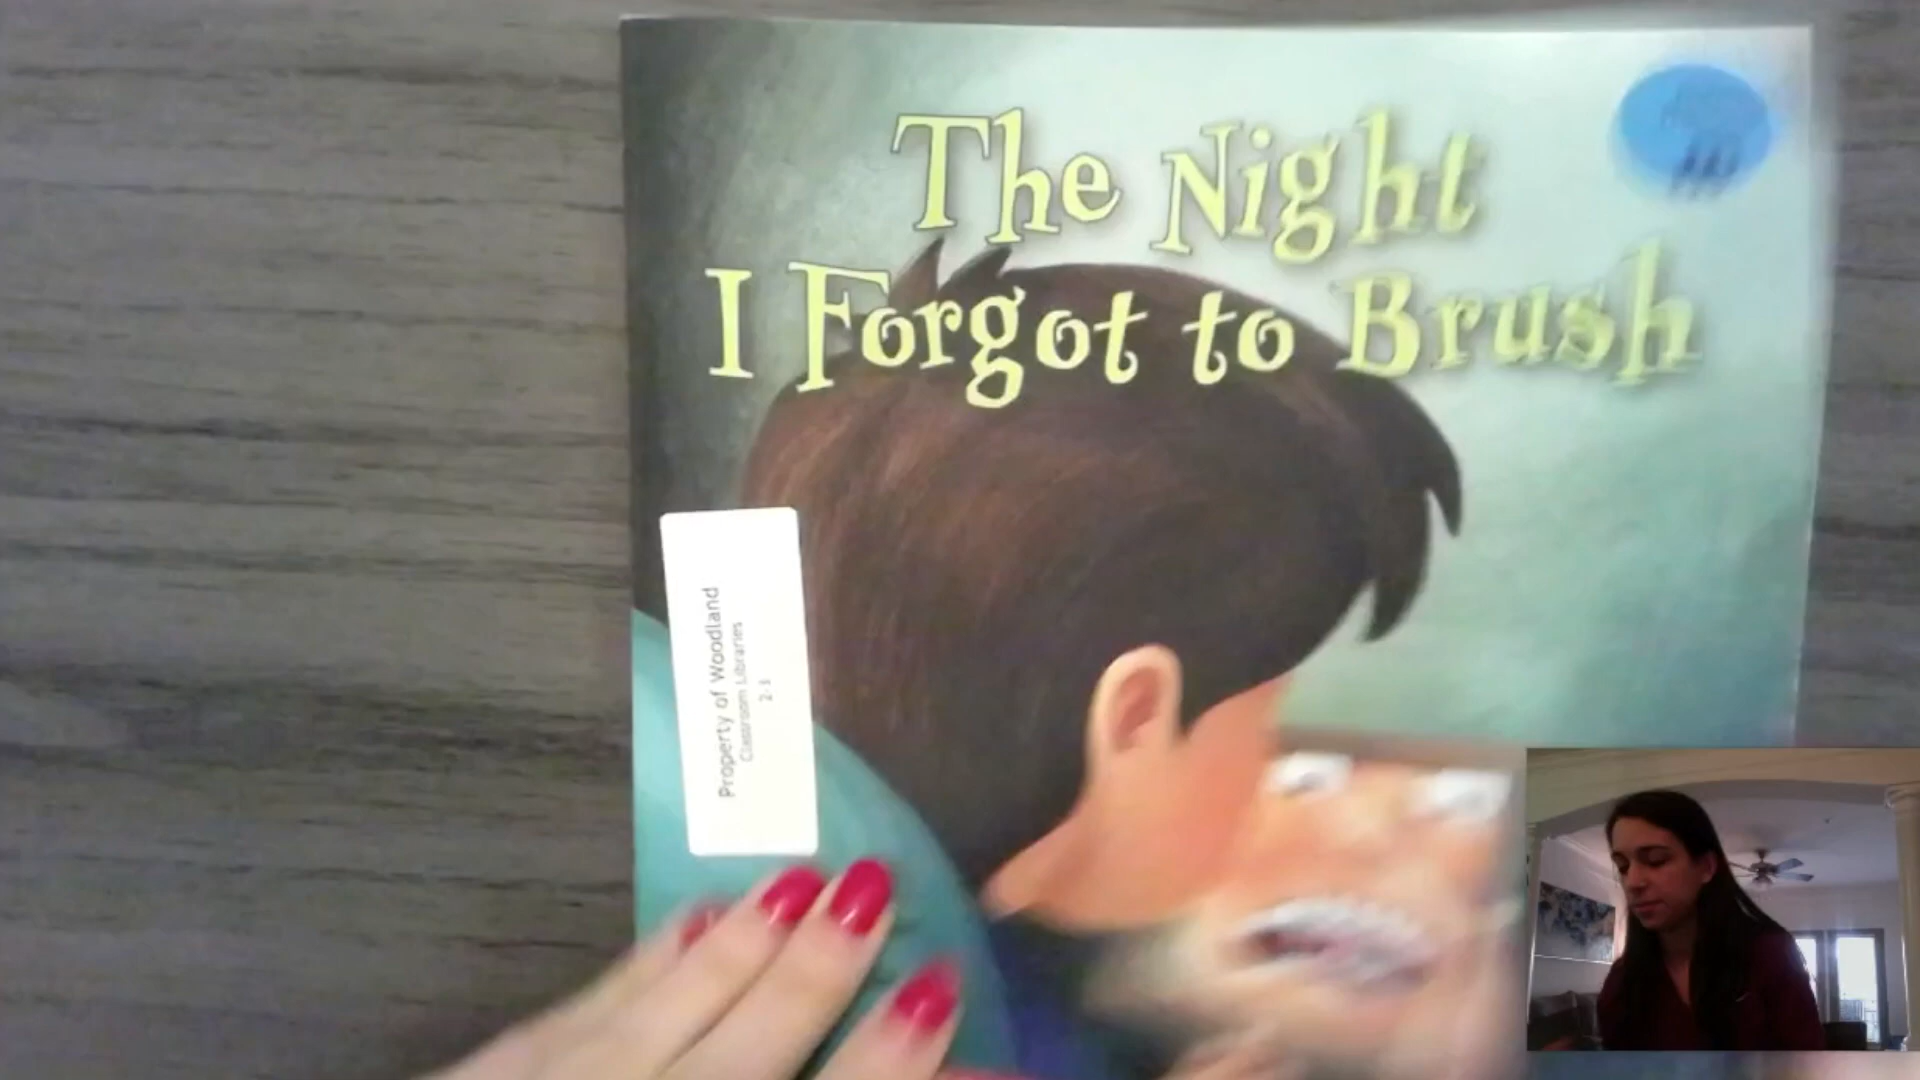 The Night
I Forgot to Brush
Property of Woodland
Classroom Libraries